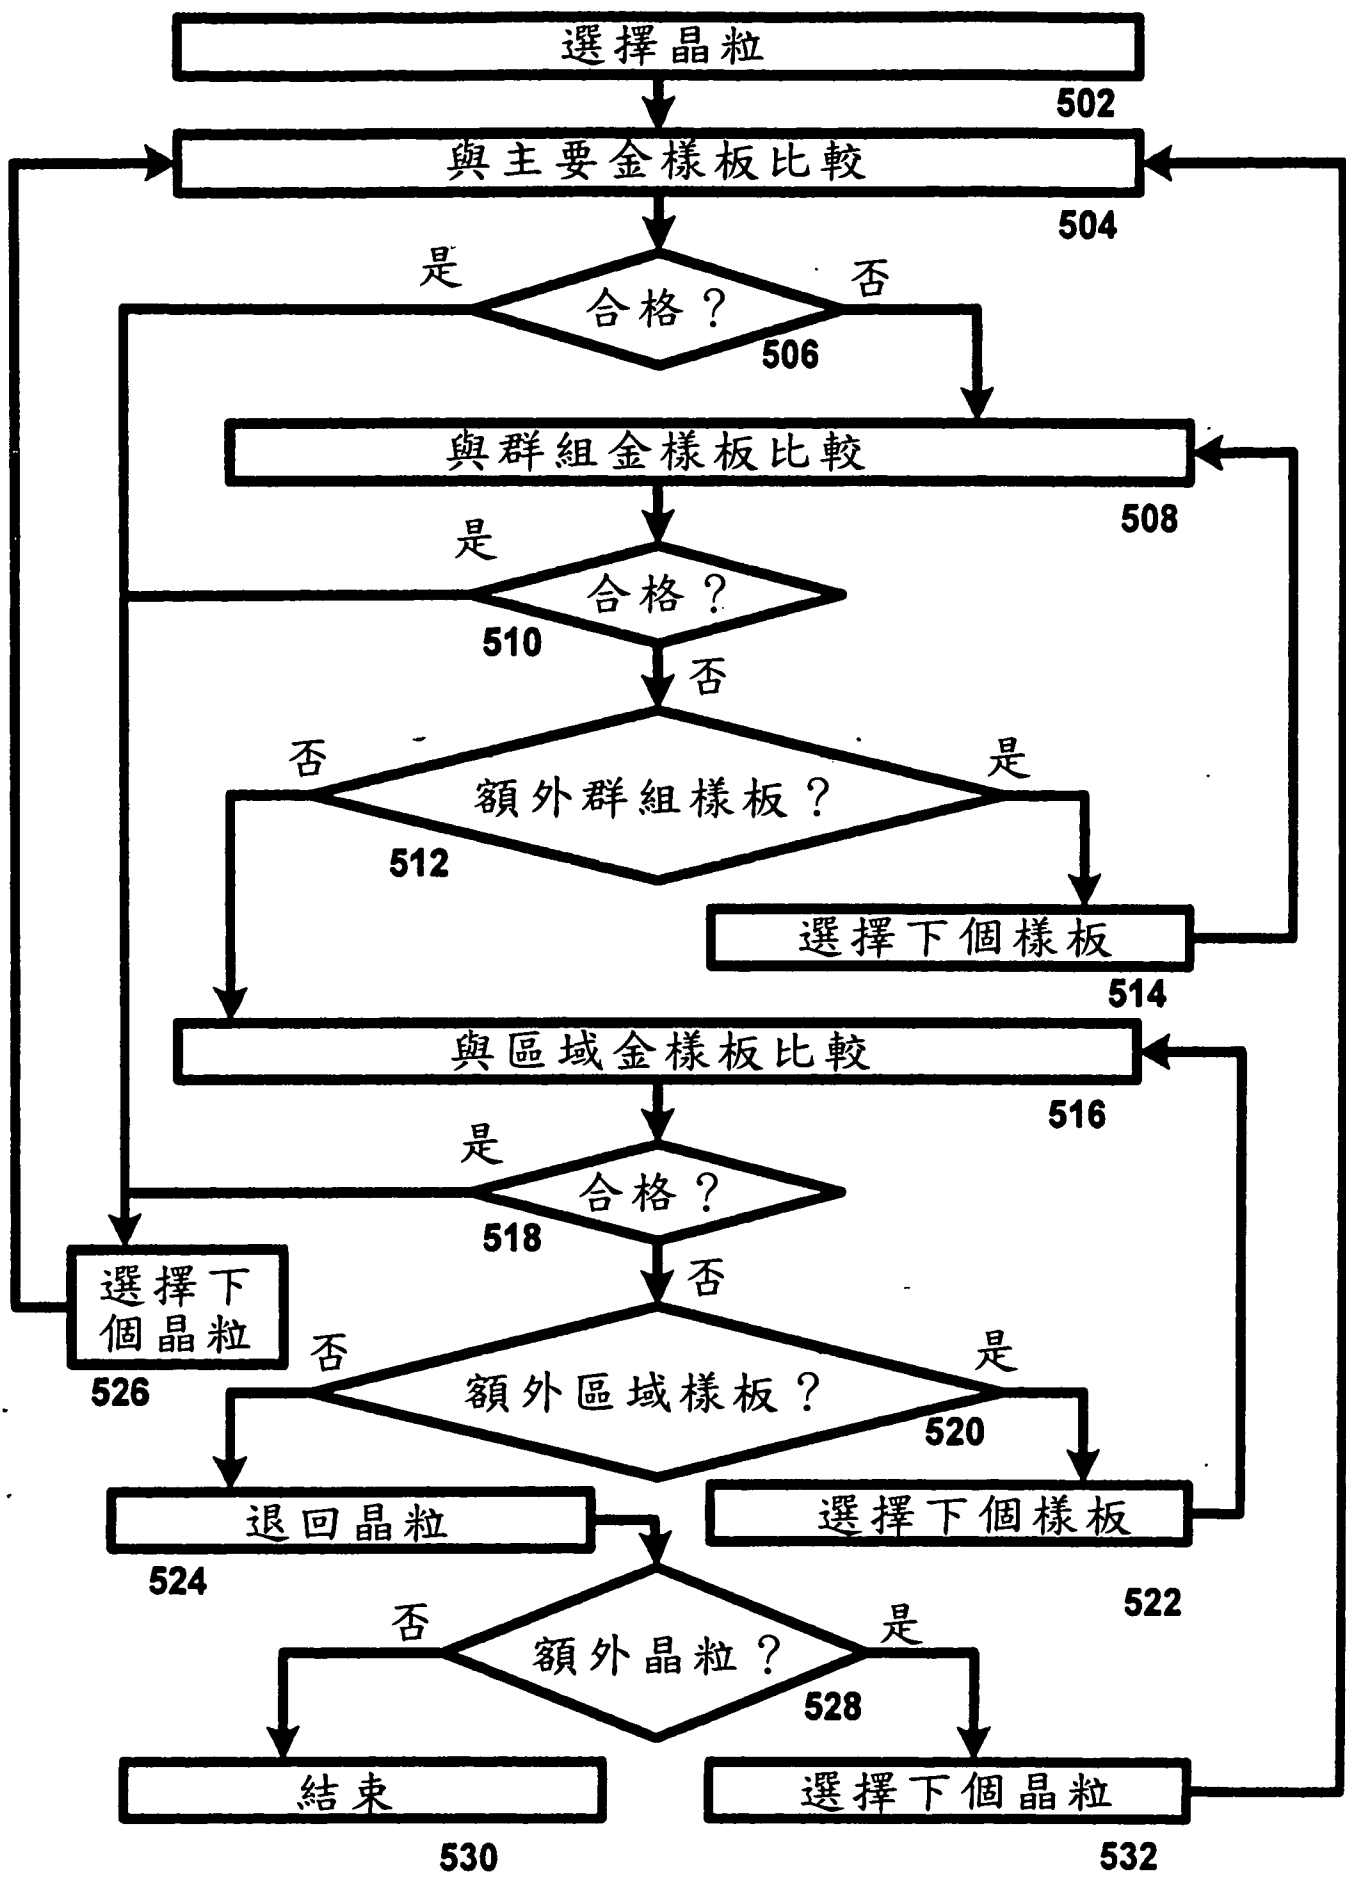 選擇晶粒
502
與主要金樣板比較
504
是
否
合格？
506
與群組金樣板比較
508
是
合格？
510
否
否
是
額外群組樣板？
512
選擇下個樣板
514
與區域金樣板比較
516
是
合格？
518
否
選擇下
個晶粒
526
否
是
額外區域樣板？
520
退回晶粒
524
選擇下個樣板
522
否
是
額外晶粒？
528
結束
530
選擇下個晶粒
532